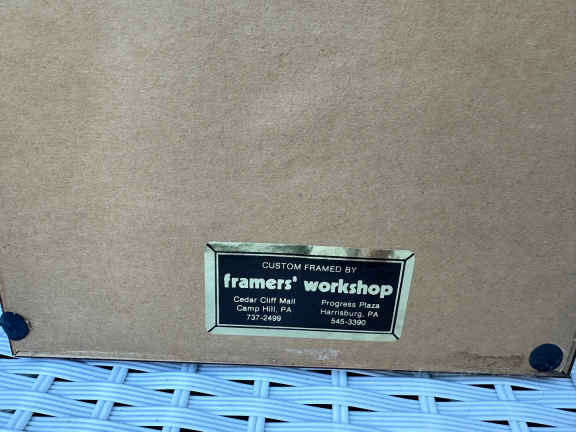 CUSTOM FRAMED BY
framers' workshop
Cedar Cliff Mall
Camp Hill, PA
737-2499
Progress Plaza
Harrisburg, PA
545-3390